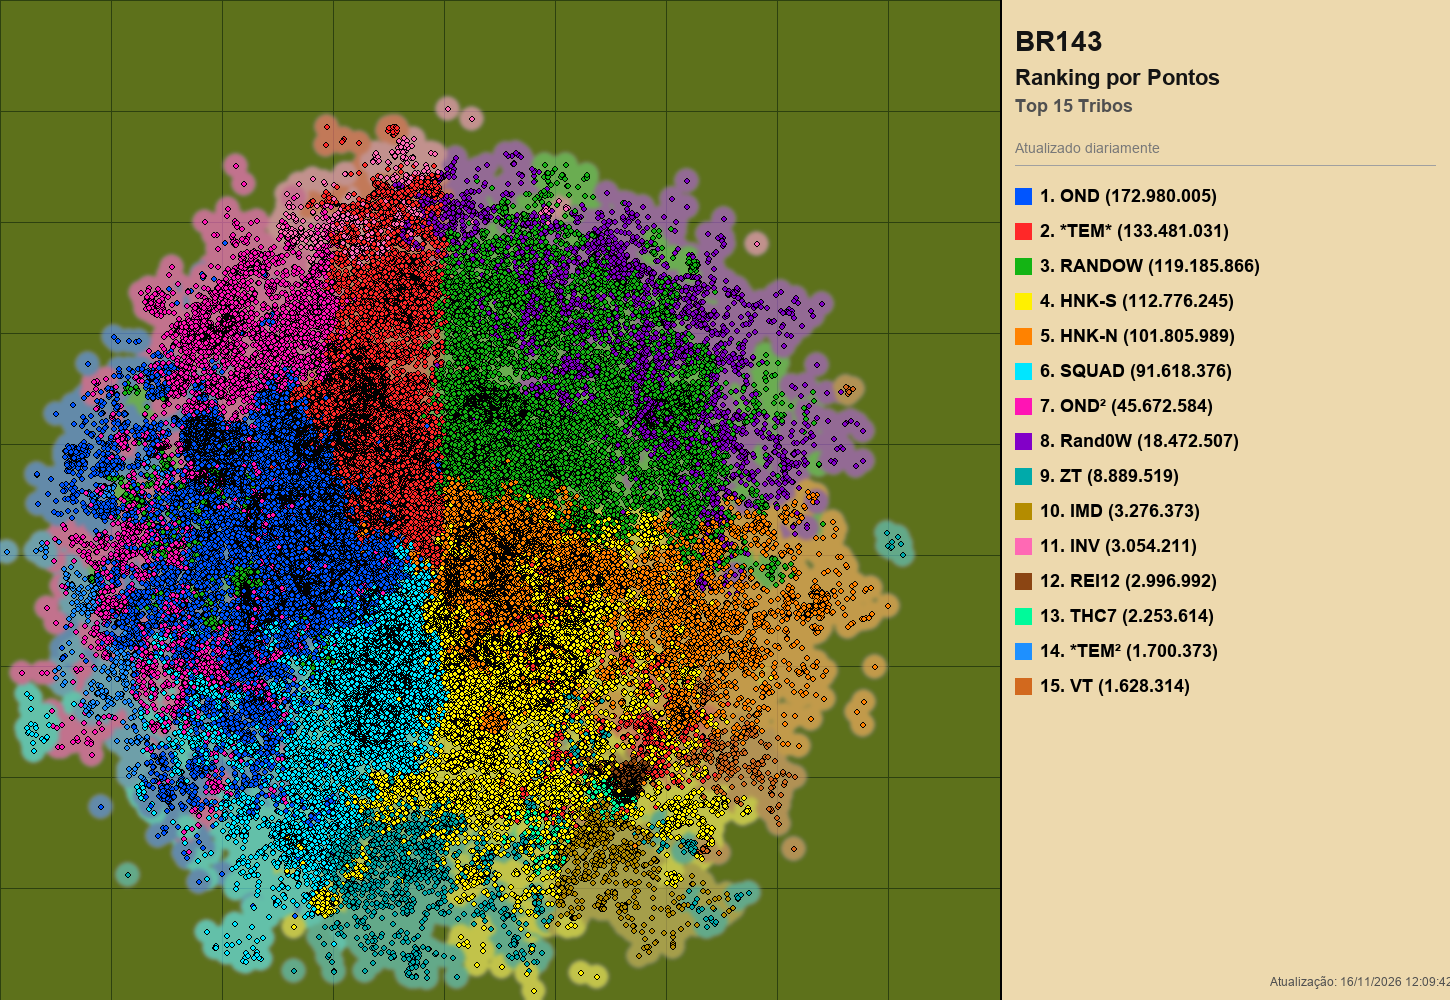 BR143
Ranking por Pontos
Top 15 Tribos
Atualizado diariamente
1. OND (172.980.005)
2. *TEM* (133.481.031)
3. RANDOW (119.185.866)
4. HNK-S (112.776.245)
5. HNK-N (101.805.989)
6. SQUAD (91.618.376)
7. OND² (45.672.584)
8. Rand0W (18.472.507)
9. ZT (8.889.519)
10. IMD (3.276.373)
11. INV (3.054.211)
12. REI12 (2.996.992)
13. THC7 (2.253.614)
14. *TEM² (1.700.373)
15. VT (1.628.314)
Atualização: 16/11/2026 12:09:42